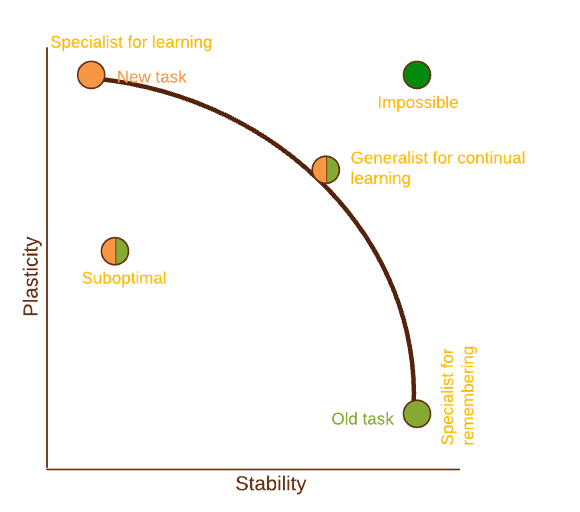 Specialist for learning
New task
Impossible
Generalist for continual
learning
Plasticity
Suboptimal
Specialist for
remembering
Old task
Stability